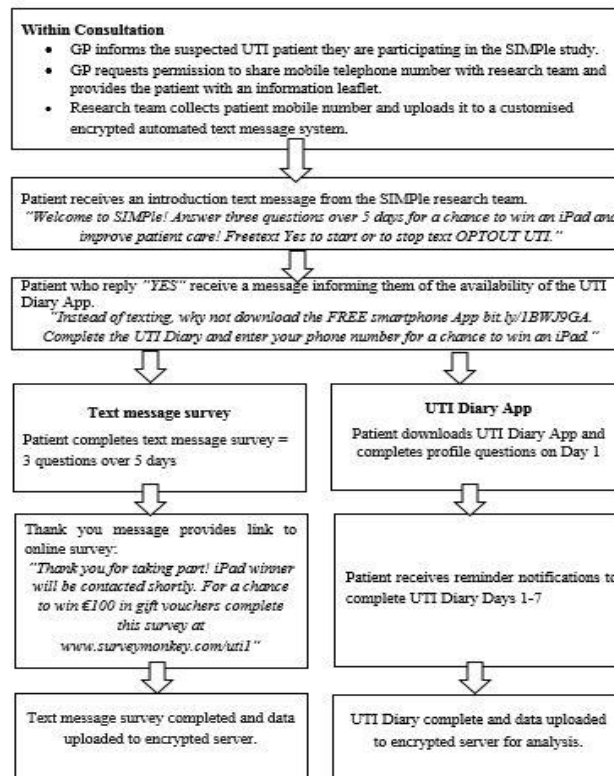 Within Consultation
• GP informs the suspected UTI patient they are participating in the SIMPle study.
• GP requests permission to share mobile telephone number with research team and
provides the patient with an information leaflet.
• Research team collects patient mobile number and uploads it to a customised
encrypted automated text message system.
Patient receives an introduction text message from the SIMPle research team.
"Welcome to SIMPle! Answer three questions over 5 days for a chance to win an iPad and
improve patient care! Freetext Yes to start or to stop text OPTOUT UTI."
Patient who reply "YES" receive a message informing them of the availability of the UTI
Diary App.
"Instead of texting, why not download the FREE smartphone App bit.ly/1BWJ9GA.
Complete the UTI Diary and enter your phone number for a chance to win an iPad."
Text message survey
Patient completes text message survey =
3 questions over 5 days
UTI Diary App
Patient downloads UTI Diary App and
completes profile questions on Day 1
Thank you message provides link to
online survey:
"Thank you for taking part! iPad winner
will be contacted shortly. For a chance
to win €100 in gift vouchers complete
this survey at
www.surveymonkey.com/uti1"
Patient receives reminder notifications to
complete UTI Diary Days 1-7
Text message survey completed and data
uploaded to encrypted server.
UTI Diary complete and data uploaded
to encrypted server for analysis.